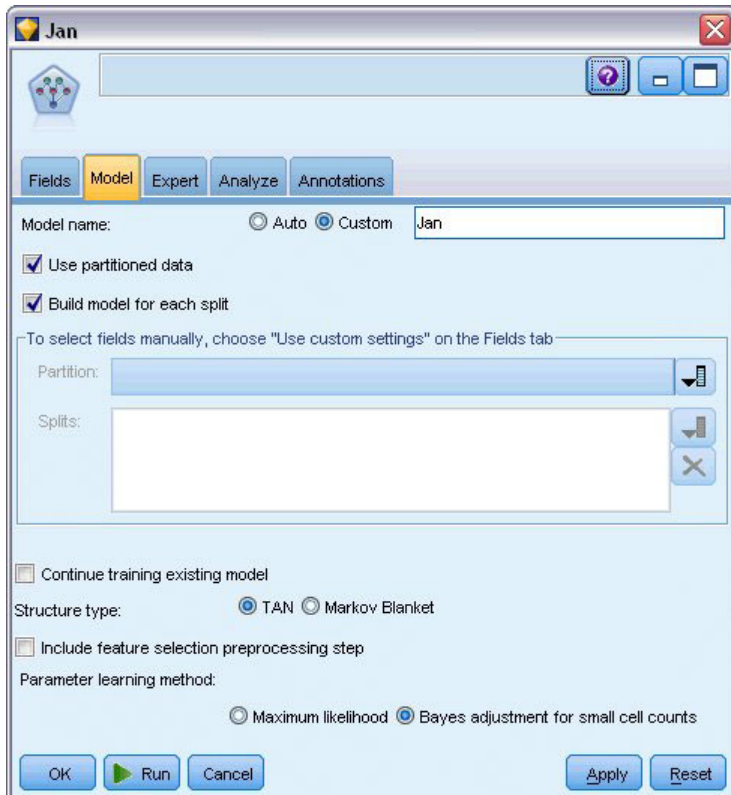 Jan
Fields Model Expert Analyze Annotations
Model name: Auto Custom Jan
Use partitioned data
Build model for each split
To select fields manually, choose "Use custom settings" on the Fields tab
Partition:
Splits:
Continue training existing model
Structure type: TAN Markov Blanket
Include feature selection preprocessing step
Parameter learning method:
Maximum likelihood Bayes adjustment for small cell counts
OK Run Cancel Apply Reset